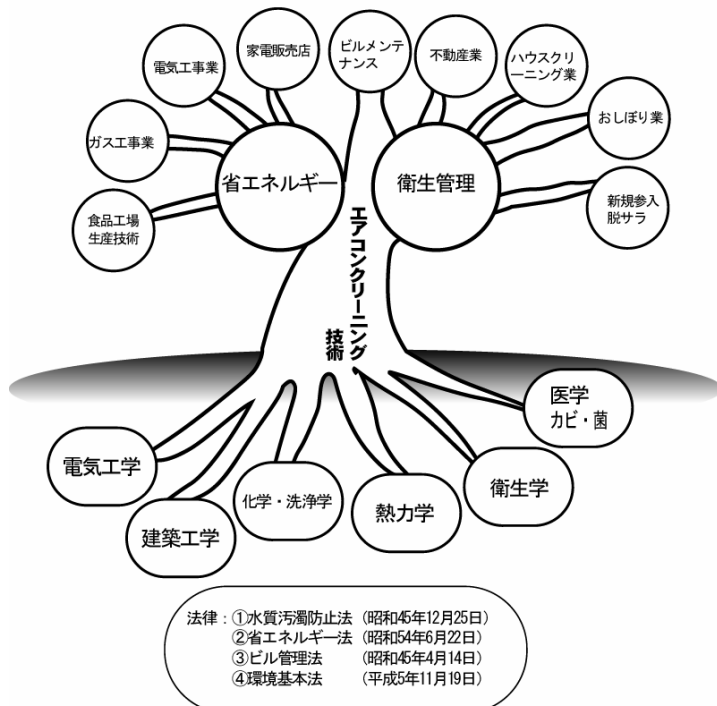 家電販売店
ビルメンテ
ナンス
不動産業
ハウスクリ
ーニング業
電気工事業
おしぼり業
ガス工事業
省エネルギー
衛生管理
食品工場
生産技術
新規参入
脱サラ
エアコンクリーニング
技術
医学
カビ・菌
電気工学
衛生学
化学・洗浄学
熱力学
建築工学
法律：①水質汚濁防止法（昭和45年12月25日）
②省エネルギー法（昭和54年6月22日）
③ビル管理法　　（昭和45年4月14日）
④環境基本法　　（平成5年11月19日）